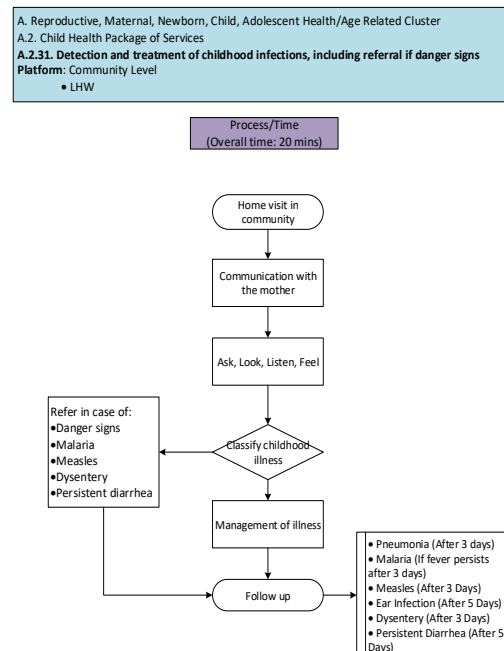 A. Reproductive, Maternal, Newborn, Child, Adolescent Health/Age Related Cluster
A.2. Child Health Package of Services
A.2.31. Detection and treatment of childhood infections, including referral if danger signs
Platform: Community Level
• LHW
Process/Time
(Overall time: 20 mins)
Home visit in
community
Communication with
the mother
Ask, Look, Listen, Feel
Refer in case of:
•Danger signs
•Malaria
•Measles
•Dysentery
•Persistent diarrhea
Classify childhood
illness
Management of illness
Follow up
• Pneumonia (After 3 days)
• Malaria (If fever persists
after 3 days)
• Measles (After 3 Days)
• Ear Infection (After 5 Days)
• Dysentery (After 3 Days)
• Persistent Diarrhea (After 5
Days)